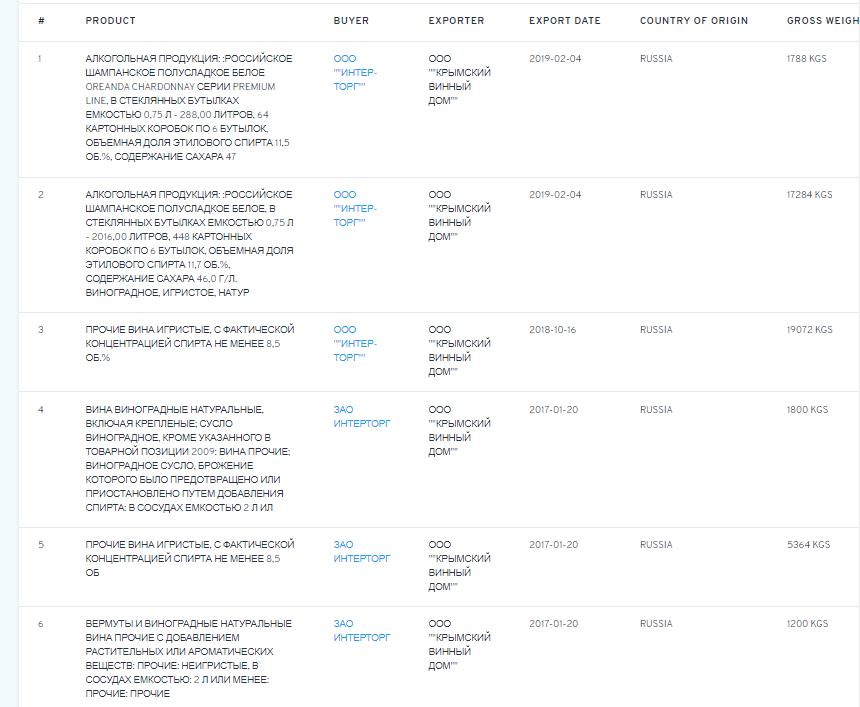 # PRODUCT BUYER EXPORTER EXPORT DATE COUNTRY OF ORIGIN GROSS WEIGH
1 АЛКОГОЛЬНАЯ ПРОДУКЦИЯ: :РОССИЙСКОЕ ООО ООО 2019-02-04 RUSSIA 1788 KGS
ШАМПАНСКОЕ ПОЛУСЛАДКОЕ БЕЛОЕ ""ИНТЕР- ""КРЫМСКИЙ
OREANDA CHARDONNAY СЕРИИ PREMIUM ТОРГ"" ВИННЫЙ
LINE, В СТЕКЛЯННЫХ БУТЫЛКАХ ДОМ""
ЕМКОСТЬЮ 0,75 Л - 288,00 ЛИТРОВ, 64
КАРТОННЫХ КОРОБОК ПО 6 БУТЫЛОК,
ОБЪЕМНАЯ ДОЛЯ ЭТИЛОВОГО СПИРТА 11,5
ОБ.%, СОДЕРЖАНИЕ САХАРА 47
2 АЛКОГОЛЬНАЯ ПРОДУКЦИЯ: :РОССИЙСКОЕ ООО ООО 2019-02-04 RUSSIA 17284 KGS
ШАМПАНСКОЕ ПОЛУСЛАДКОЕ БЕЛОЕ, В ""ИНТЕР- ""КРЫМСКИЙ
СТЕКЛЯННЫХ БУТЫЛКАХ ЕМКОСТЬЮ 0,75 Л ТОРГ"" ВИННЫЙ
- 2016,00 ЛИТРОВ, 448 КАРТОННЫХ ДОМ""
КОРОБОК ПО 6 БУТЫЛОК, ОБЪЕМНАЯ ДОЛЯ
ЭТИЛОВОГО СПИРТА 11,7 ОБ.%,
СОДЕРЖАНИЕ САХАРА 46,0 Г/Л.
ВИНОГРАДНОЕ, ИГРИСТОЕ, НАТУР
3 ПРОЧИЕ ВИНА ИГРИСТЫЕ, С ФАКТИЧЕСКОЙ ООО ООО 2018-10-16 RUSSIA 19072 KGS
КОНЦЕНТРАЦИЕЙ СПИРТА НЕ МЕНЕЕ 8,5 ""ИНТЕР- ""КРЫМСКИЙ
ОБ.% ТОРГ"" ВИННЫЙ
ДОМ""
4 ВИНА ВИНОГРАДНЫЕ НАТУРАЛЬНЫЕ, ЗАО ООО 2017-01-20 RUSSIA 1800 KGS
ВКЛЮЧАЯ КРЕПЛЕНЫЕ; СУСЛО ИНТЕРТОРГ ""КРЫМСКИЙ
ВИНОГРАДНОЕ, КРОМЕ УКАЗАННОГО В ВИННЫЙ
ТОВАРНОЙ ПОЗИЦИИ 2009: ВИНА ПРОЧИЕ; ДОМ""
ВИНОГРАДНОЕ СУСЛО, БРОЖЕНИЕ
КОТОРОГО БЫЛО ПРЕДОТВРАЩЕНО ИЛИ
ПРИОСТАНОВЛЕНО ПУТЕМ ДОБАВЛЕНИЯ
СПИРТА: В СОСУДАХ ЕМКОСТЬЮ 2 Л ИЛ
5 ПРОЧИЕ ВИНА ИГРИСТЫЕ, С ФАКТИЧЕСКОЙ ЗАО ООО 2017-01-20 RUSSIA 5364 KGS
КОНЦЕНТРАЦИЕЙ СПИРТА НЕ МЕНЕЕ 8,5 ИНТЕРТОРГ ""КРЫМСКИЙ
ОБ ВИННЫЙ
ДОМ""
6 ВЕРМУТЫ И ВИНОГРАДНЫЕ НАТУРАЛЬНЫЕ ЗАО ООО 2017-01-20 RUSSIA 1200 KGS
ВИНА ПРОЧИЕ С ДОБАВЛЕНИЕМ ИНТЕРТОРГ ""КРЫМСКИЙ
РАСТИТЕЛЬНЫХ ИЛИ АРОМАТИЧЕСКИХ ВИННЫЙ
ВЕЩЕСТВ: ПРОЧИЕ: НЕИГРИСТЫЕ, В ДОМ""
СОСУДАХ ЕМКОСТЬЮ: 2 Л ИЛИ МЕНЕЕ:
ПРОЧИЕ: ПРОЧИЕ